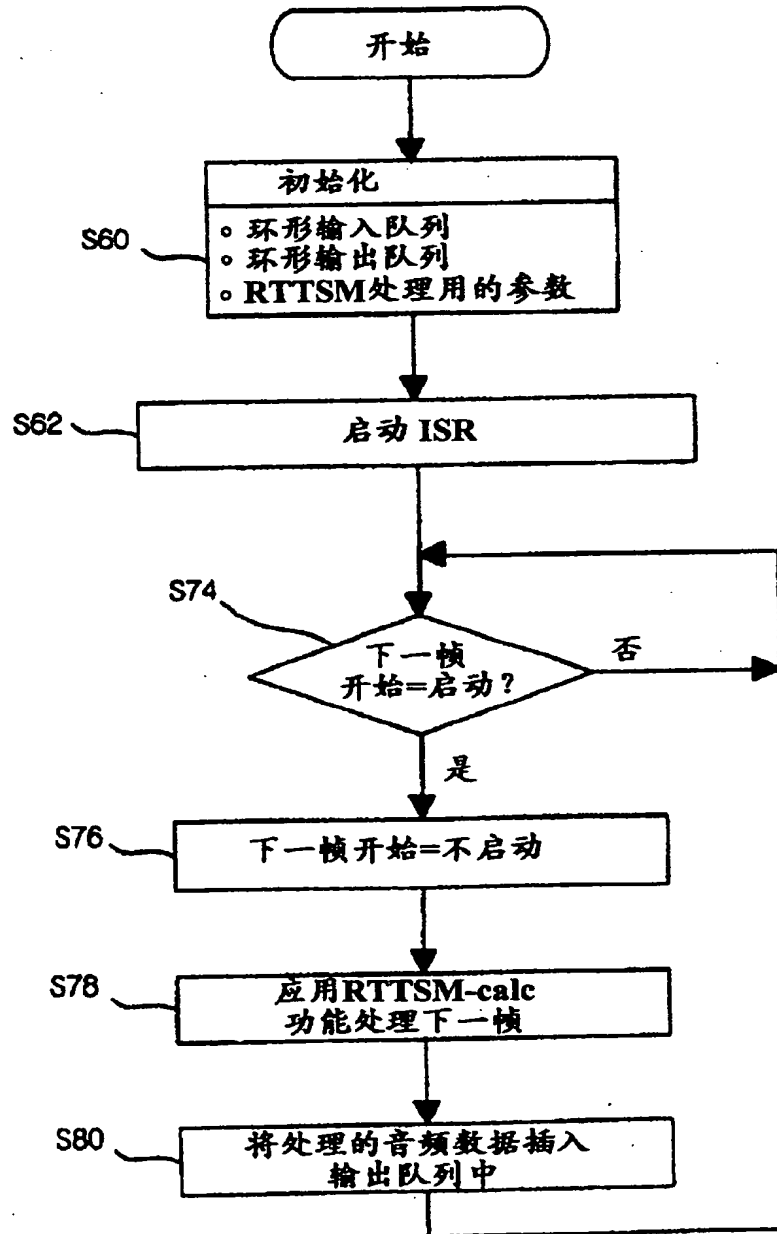 开始
初始化
S60
。环形输入队列
。环形输出队列
。RTTSM处理用的参数
S62
启动 ISR
S74
下一帧
开始=启动?
否
是
S76
下一帧开始=不启动
S78
应用RTTSM-calc
功能处理下一帧
S80
将处理的音频数据插入
输出队列中